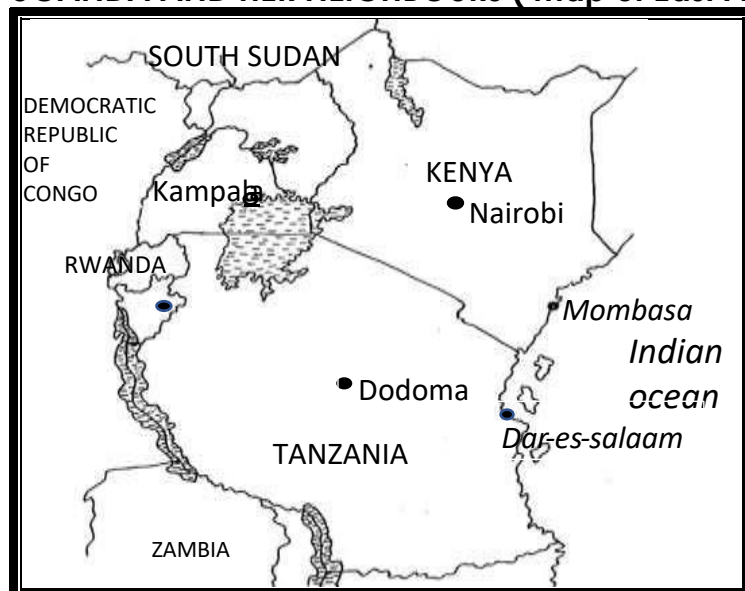 SOUTH SUDAN
DEMOCRATIC
REPUBLIC
OF
CONGO
KENYA
Kampala
Nairobi
RWANDA
Mombasa
Indian
ocean
Dodoma
Dar-es-salaam
TANZANIA
ZAMBIA